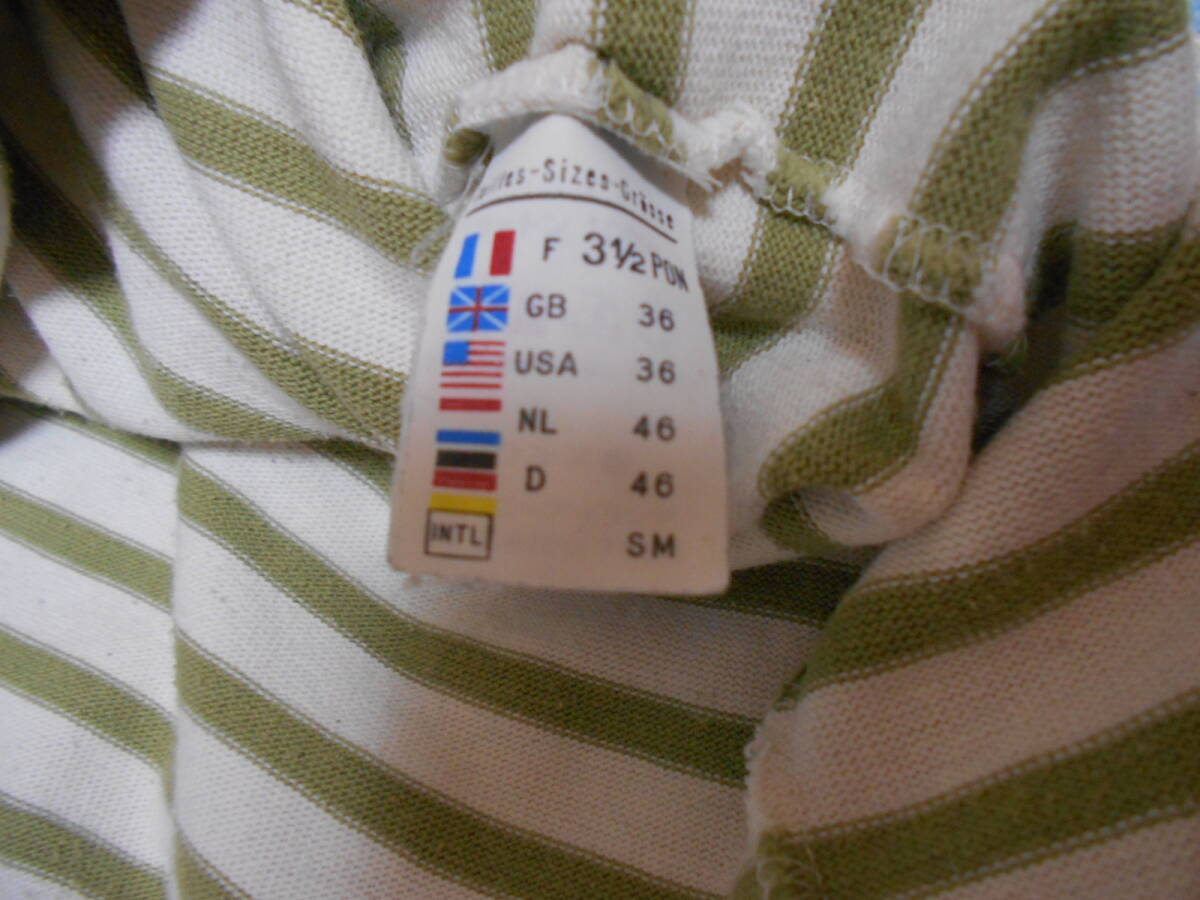 Tailles-Sizes-Grösse
F 3½ PON
GB 36
USA 36
NL 46
D 46
INTL SM